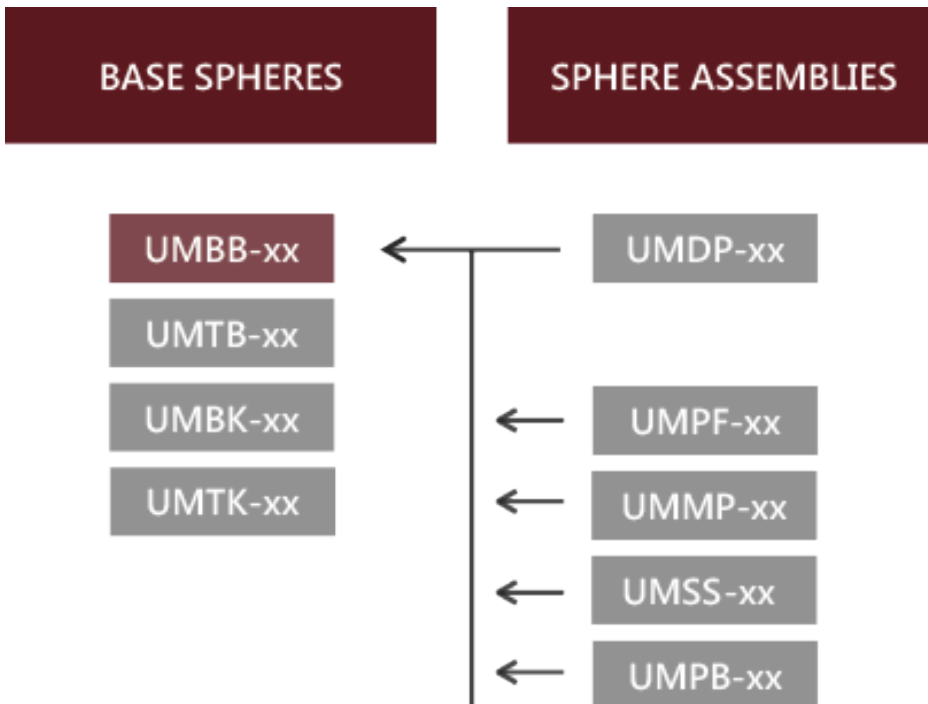 BASE SPHERES
SPHERE ASSEMBLIES
UMBB-xx
UMDP-xx
UMTB-xx
UMBK-xx
UMPF-xx
UMTK-xx
UMMP-xx
UMSS-xx
UMPB-xx